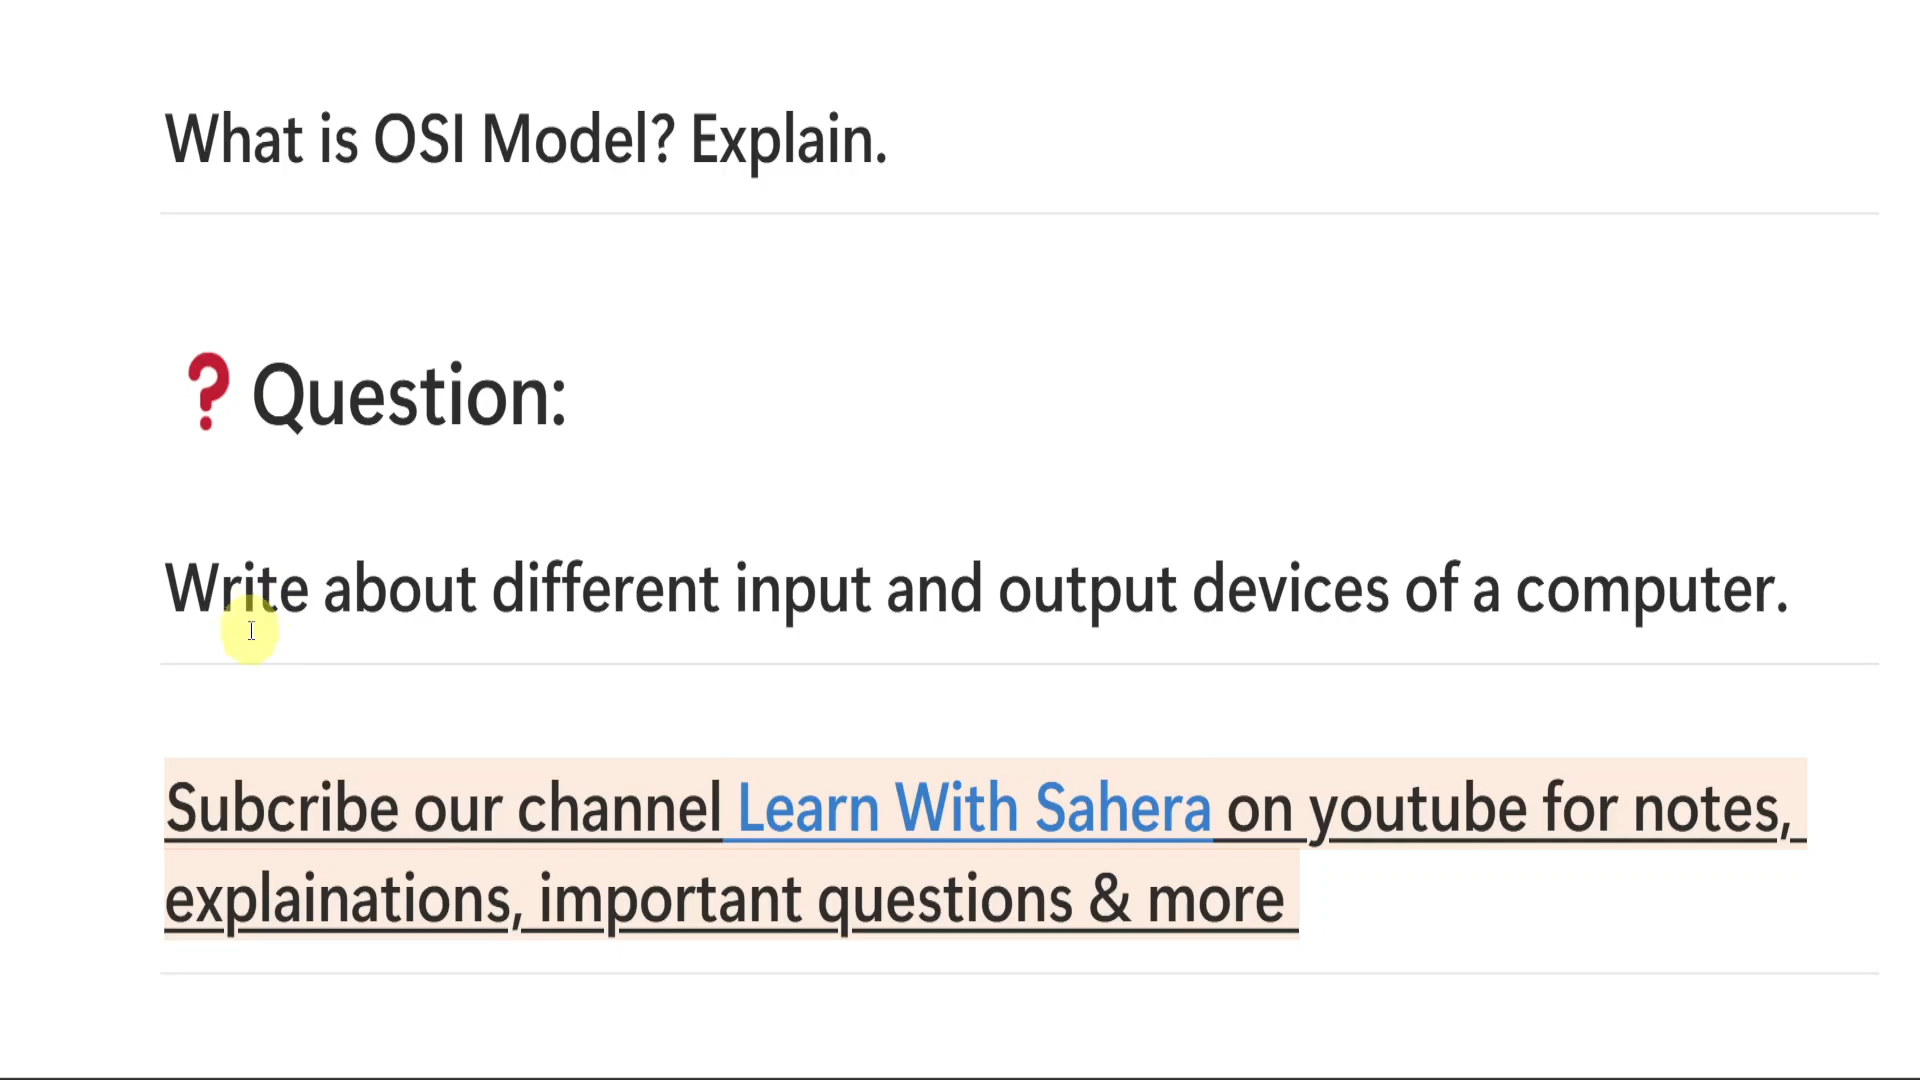 What is OSI Model? Explain.
❓Question:
Write about different input and output devices of a computer.
Subcribe our channel Learn With Sahera on youtube for notes,
explainations, important questions & more